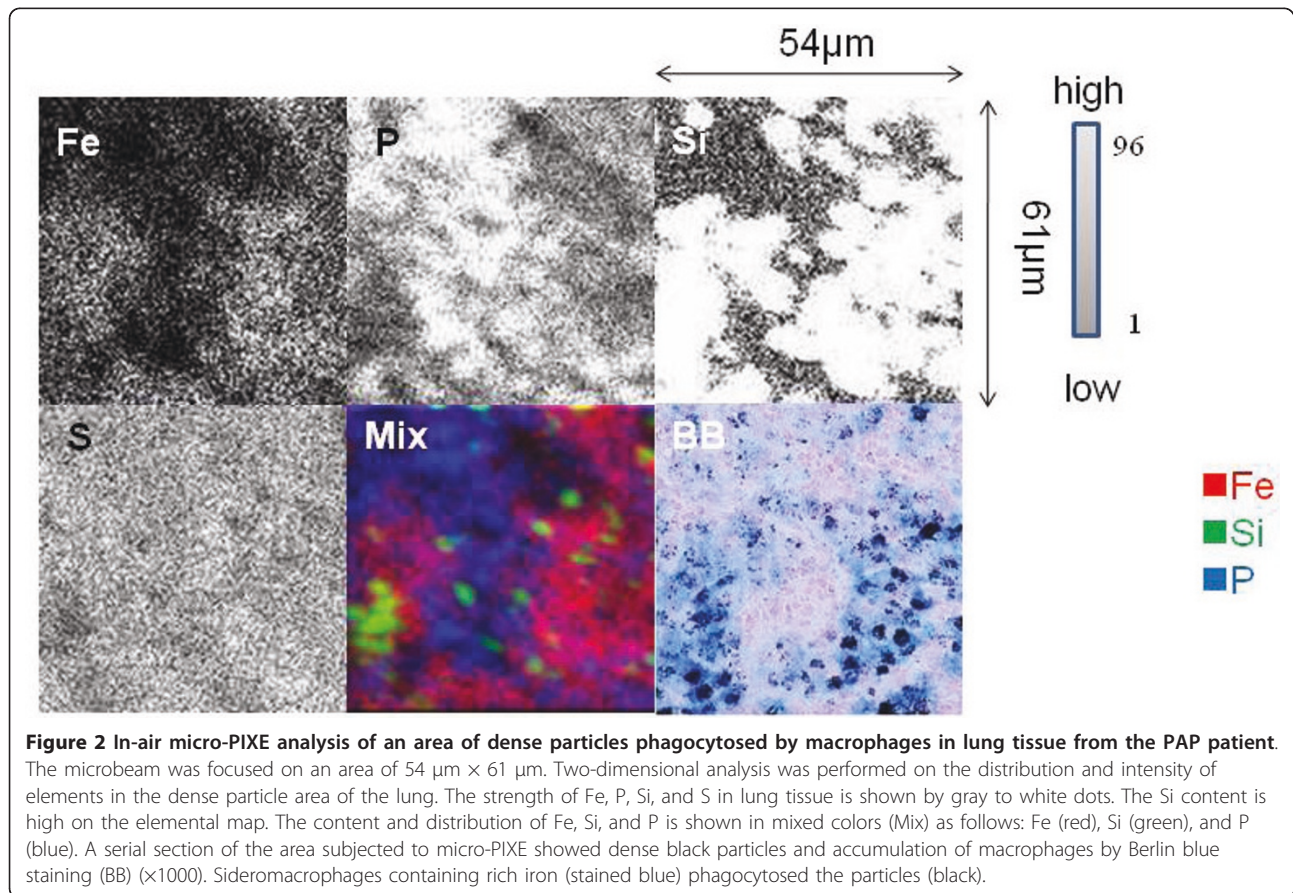 54µm
high
Fe
P
Si
96
61µm
1
low
S
Mix
BB
Fe
Si
P
Figure 2 In-air micro-PIXE analysis of an area of dense particles phagocytosed by macrophages in lung tissue from the PAP patient.
The microbeam was focused on an area of 54 μm × 61 μm. Two-dimensional analysis was performed on the distribution and intensity of
elements in the dense particle area of the lung. The strength of Fe, P, Si, and S in lung tissue is shown by gray to white dots. The Si content is
high on the elemental map. The content and distribution of Fe, Si, and P is shown in mixed colors (Mix) as follows: Fe (red), Si (green), and P
(blue). A serial section of the area subjected to micro-PIXE showed dense black particles and accumulation of macrophages by Berlin blue
staining (BB) (×1000). Sideromacrophages containing rich iron (stained blue) phagocytosed the particles (black).